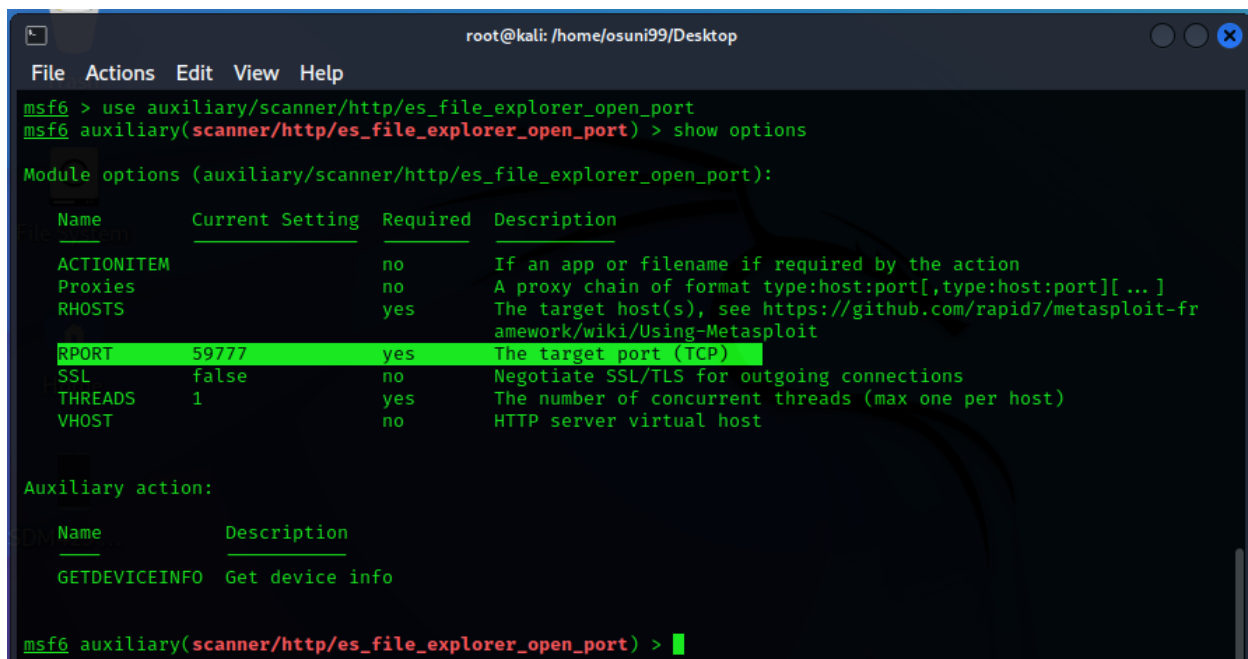 root@kali: /home/osuni99/Desktop
File Actions Edit View Help
msf6 > use auxiliary/scanner/http/es_file_explorer_open_port
msf6 auxiliary(scanner/http/es_file_explorer_open_port) > show options
Module options (auxiliary/scanner/http/es_file_explorer_open_port):
Name Current Setting Required Description
ACTIONITEM no If an app or filename if required by the action
Proxies no A proxy chain of format type:host:port[,type:host:port][ ... ]
RHOSTS yes The target host(s), see https://github.com/rapid7/metasploit-fr
amework/wiki/Using-Metasploit
RPORT 59777 yes The target port (TCP)
SSL false no Negotiate SSL/TLS for outgoing connections
THREADS 1 yes The number of concurrent threads (max one per host)
VHOST no HTTP server virtual host
Auxiliary action:
Name Description
GETDEVICEINFO Get device info
msf6 auxiliary(scanner/http/es_file_explorer_open_port) >